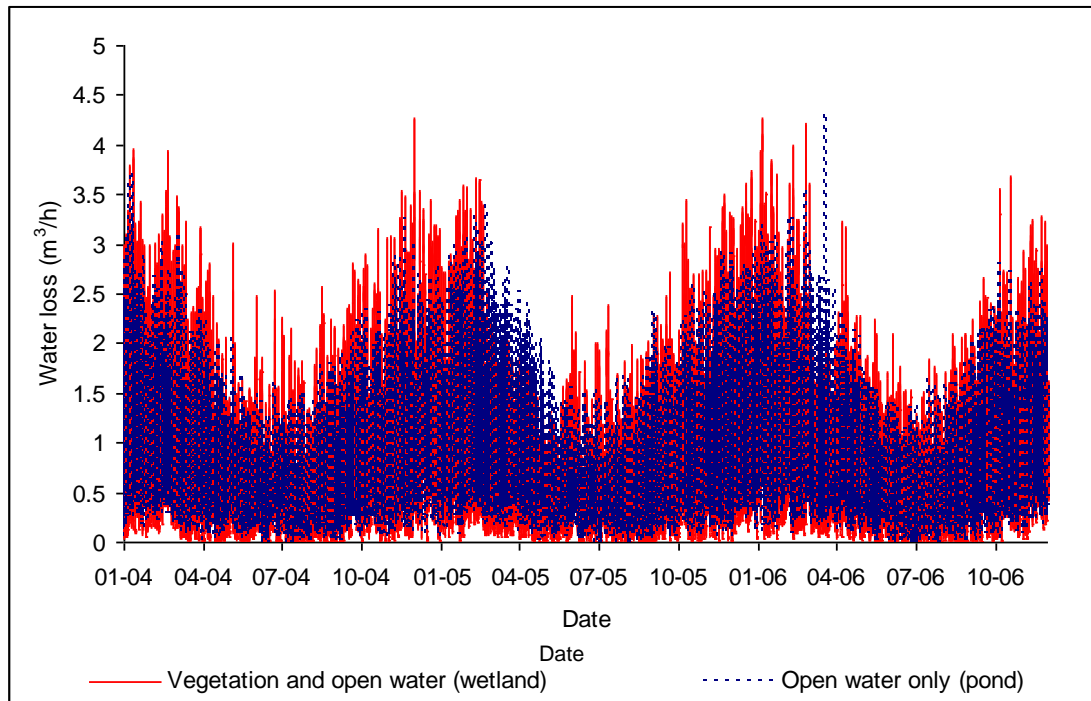 5
4.5
4
3.5
3
2.5
2
1.5
1
0.5
0
Water loss (m³/h)
01-04 04-04 07-04 10-04 01-05 04-05 07-05 10-05 01-06 04-06 07-06 10-06
Date
Date
Vegetation and open water (wetland) Open water only (pond)